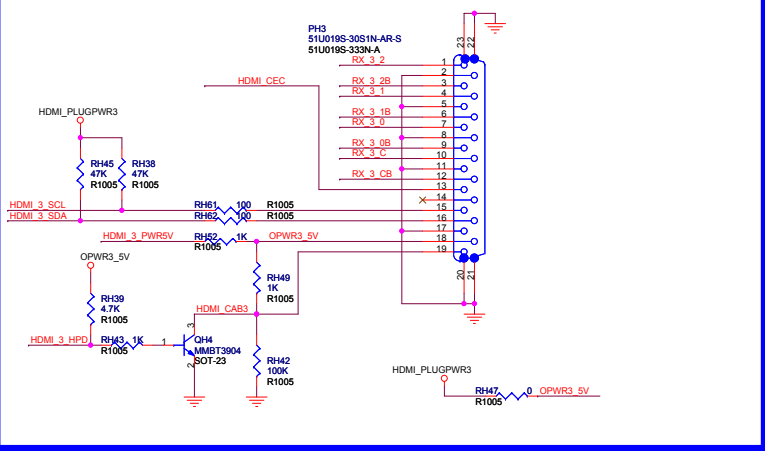 PH3
51U019S-30S1N-AR-S
51U019S-333N-A
23
22
RX_3_2
1
2
HDMI_CEC
RX_3_2B
3
RX_3_1
4
5
HDMI_PLUGPWR3
RX_3_1B
6
RX_3_0
7
8
RX_3_0B
9
RX_3_C
10
11
RH45
47K
R1005
RH38
47K
R1005
RX_3_CB
12
13
14
HDMI_3_SCL
RH61
100
R1005
15
HDMI_3_SDA
RH62
100
R1005
16
17
HDMI_3_PWR5V
RH52
1K
R1005
OPWR3_5V
18
19
OPWR3_5V
RH49
1K
R1005
20
21
RH39
4.7K
R1005
HDMI_CAB3
3
HDMI_3_HPD
RH43
1K
R1005
1
QH4
MMBT3904
SOT-23
2
RH42
100K
R1005
HDMI_PLUGPWR3
RH47
0
R1005
OPWR3_5V